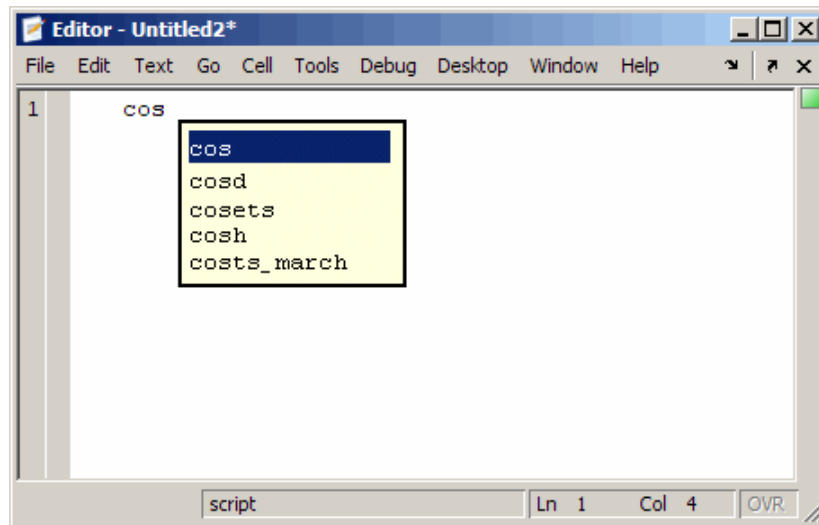 Editor - Untitled2*
File Edit Text Go Cell Tools Debug Desktop Window Help
1 cos
cos
cosd
cosets
cosh
costs_march
script Ln 1 Col 4 OVR